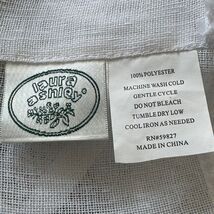 laura
ashley
100% POLYESTER
MACHINE WASH COLD
GENTLE CYCLE
DO NOT BLEACH
TUMBLE DRY LOW
COOL IRON AS NEEDED
RN#59827
MADE IN CHINA